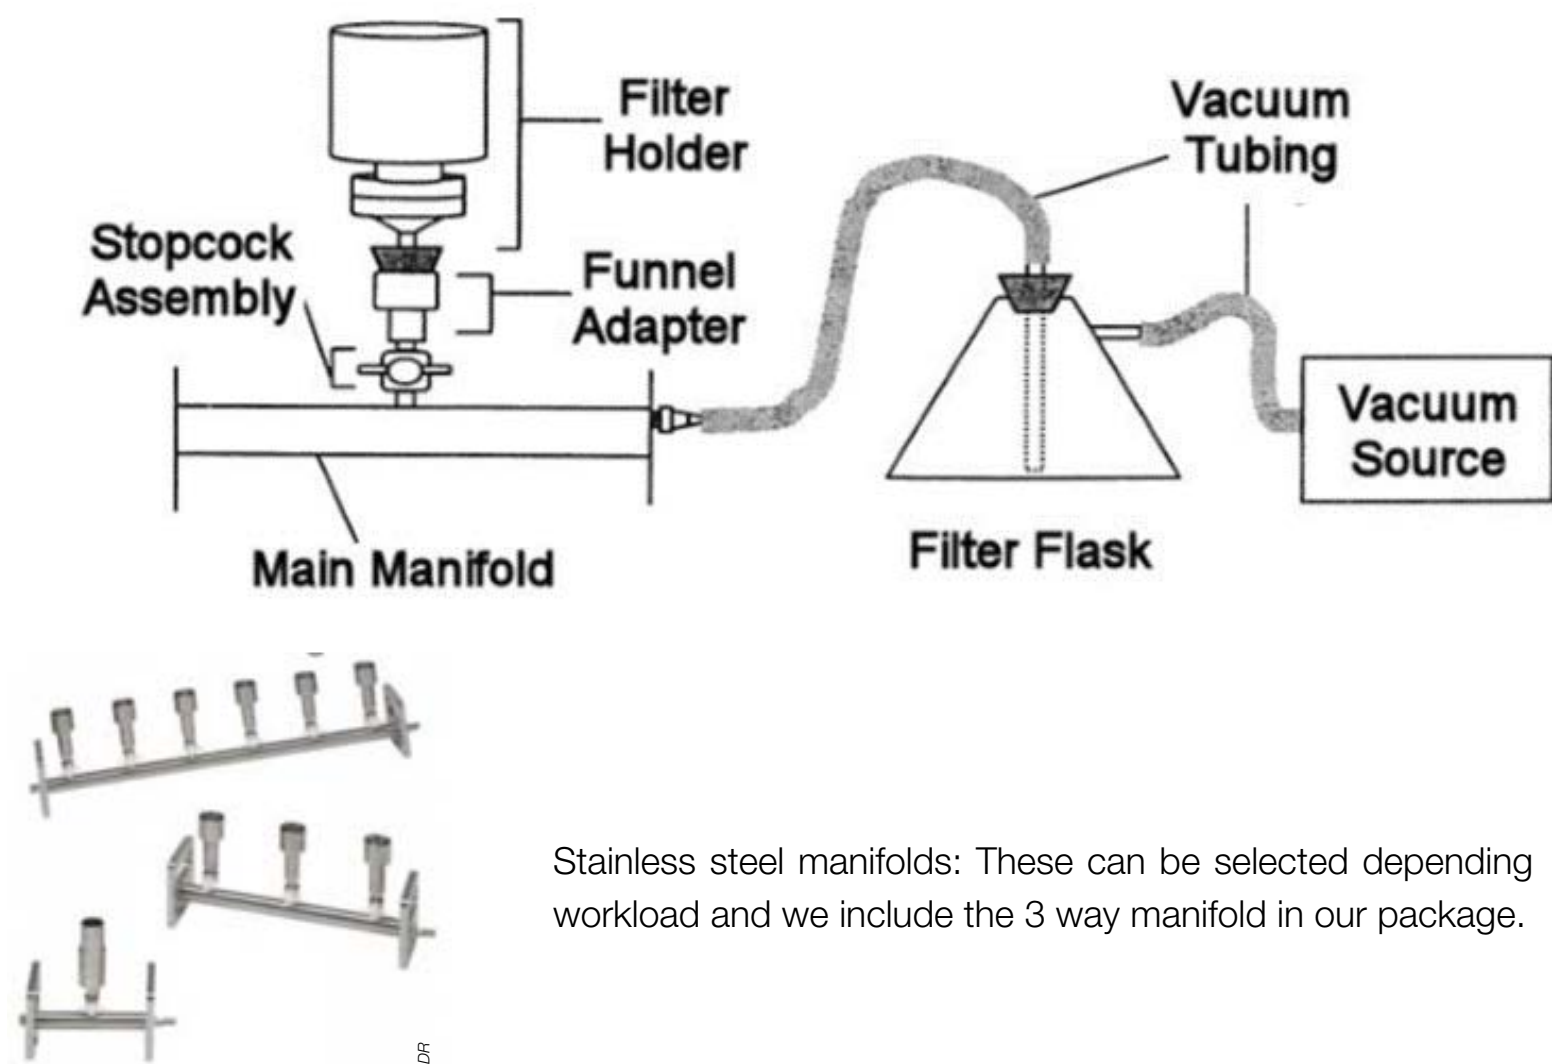 Filter
Holder
Vacuum
Tubing
Stopcock
Assembly
Funnel
Adapter
Vacuum
Source
Main Manifold
Filter Flask
Stainless steel manifolds: These can be selected depending
workload and we include the 3 way manifold in our package.
DR